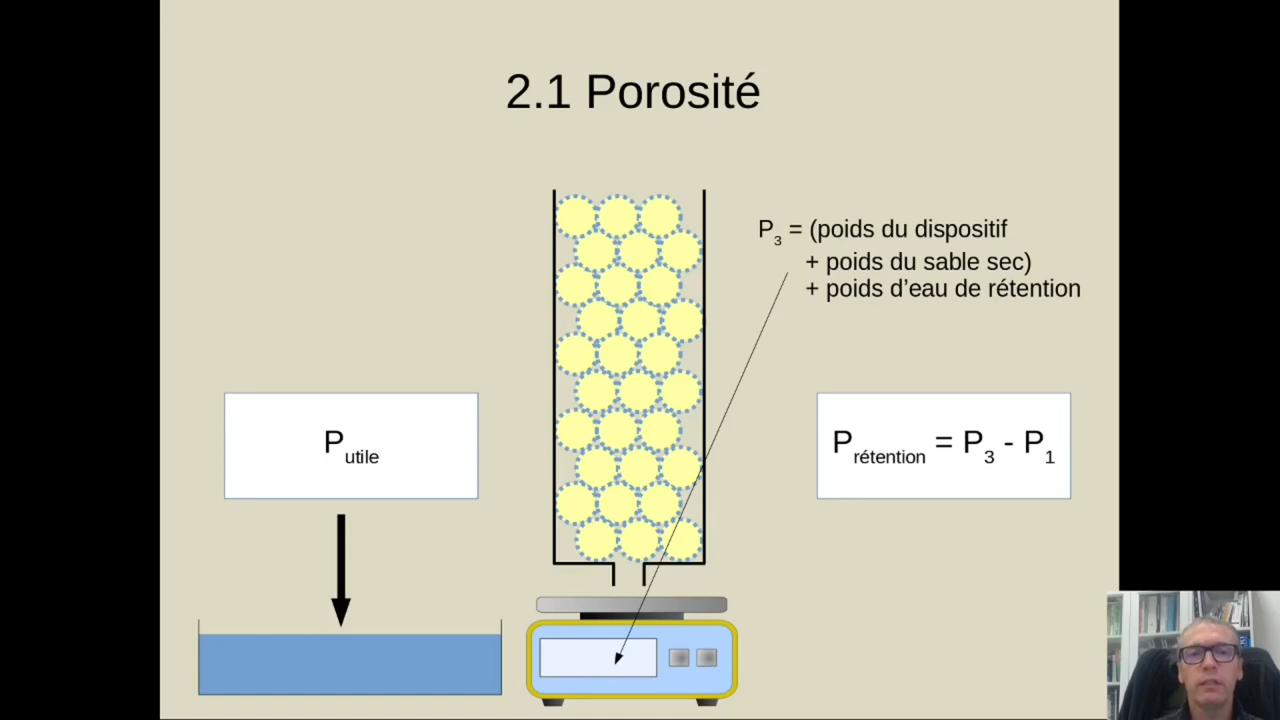 2.1 Porosité
P3 = (poids du dispositif
+ poids du sable sec)
+ poids d’eau de rétention
Putile
Prétention = P3 - P1